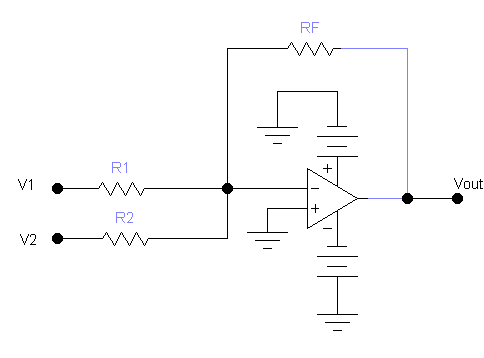 RF
+
V1
R1
−
Vout
+
R2
V2
−